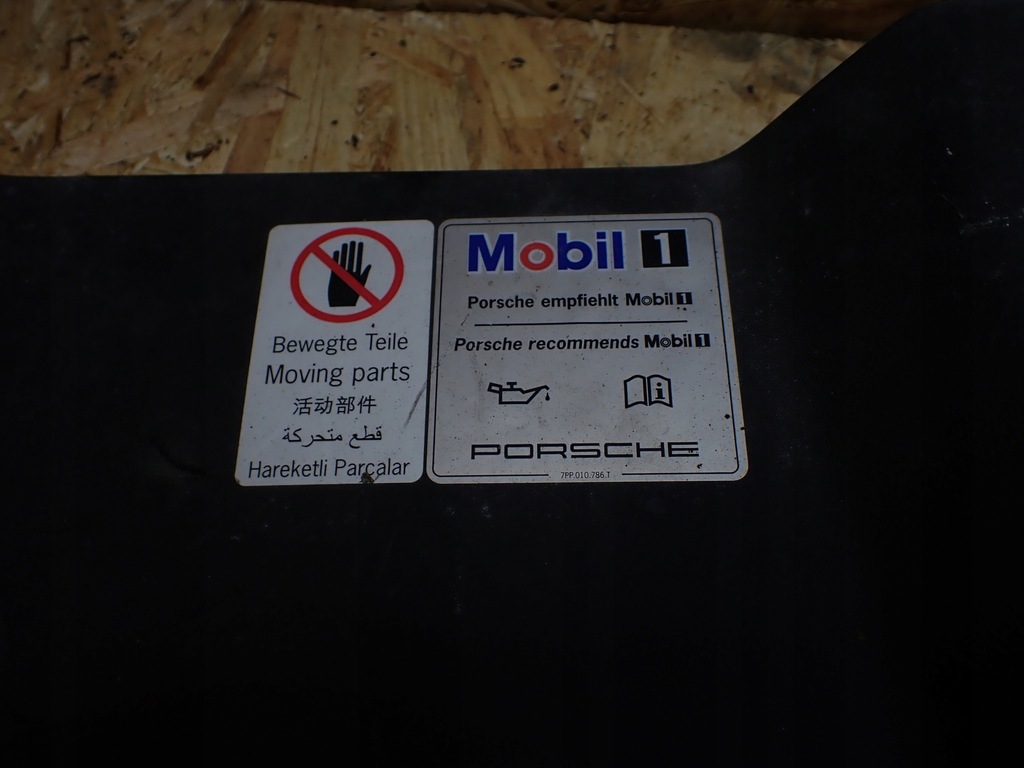 Bewegte Teile
Moving parts
活动部件
قطع متحركة
Hareketli Parçalar
Mobil 1
Porsche empfiehlt Mobil 1
Porsche recommends Mobil 1
PORSCHE
7PP.010.786.T